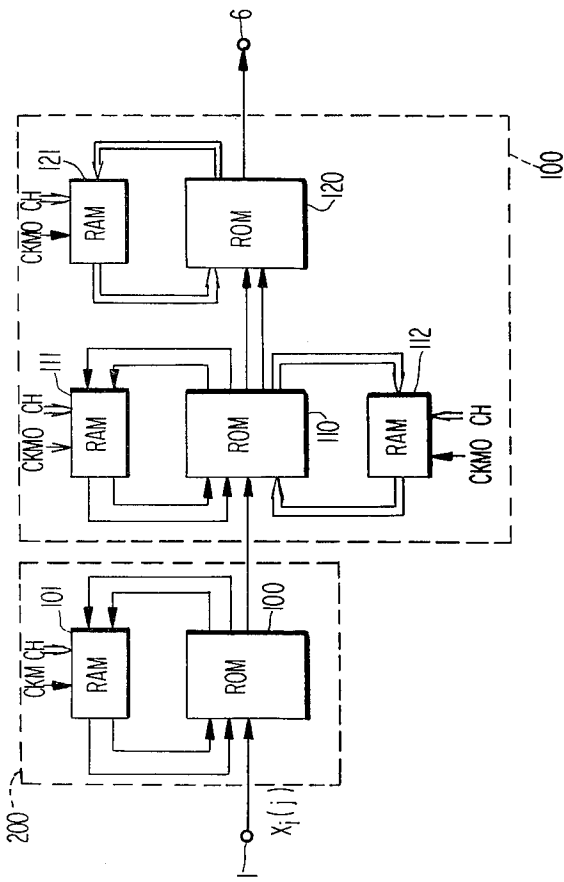 200
1
X_i(j)
CKM CH
101
RAM
ROM
100
CKMO CH
111
RAM
ROM
110
RAM
112
CKMO CH
CKMO CH
121
RAM
ROM
120
6
100